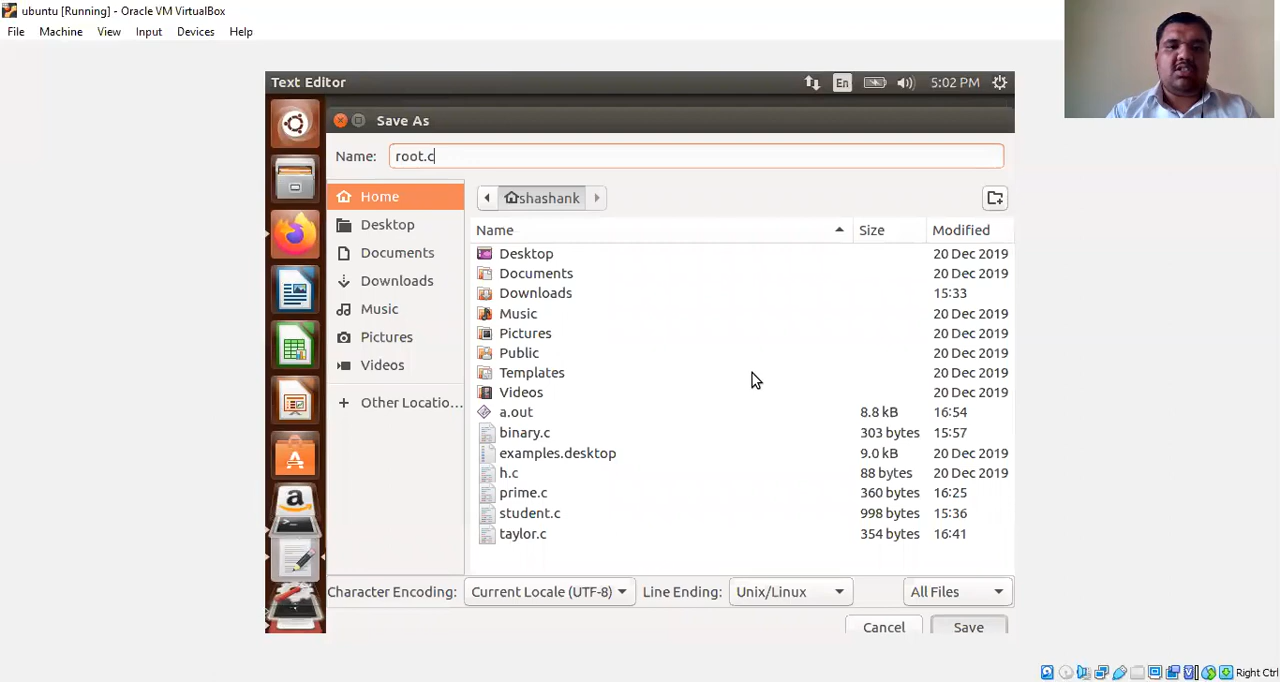 ubuntu [Running] - Oracle VM VirtualBox
File Machine View Input Devices Help
Text Editor En 5:02 PM
Save As
Name: root.c
Home shashank
Desktop
Documents
Downloads
Music
Pictures
Videos
Other Locatio...
Name Size Modified
Desktop 20 Dec 2019
Documents 20 Dec 2019
Downloads 15:33
Music 20 Dec 2019
Pictures 20 Dec 2019
Public 20 Dec 2019
Templates 20 Dec 2019
Videos 20 Dec 2019
a.out 8.8 kB 16:54
binary.c 303 bytes 15:57
examples.desktop 9.0 kB 20 Dec 2019
h.c 88 bytes 20 Dec 2019
prime.c 360 bytes 16:25
student.c 998 bytes 15:36
taylor.c 354 bytes 16:41
Character Encoding: Current Locale (UTF-8) Line Ending: Unix/Linux All Files
Cancel Save
Right Ctrl